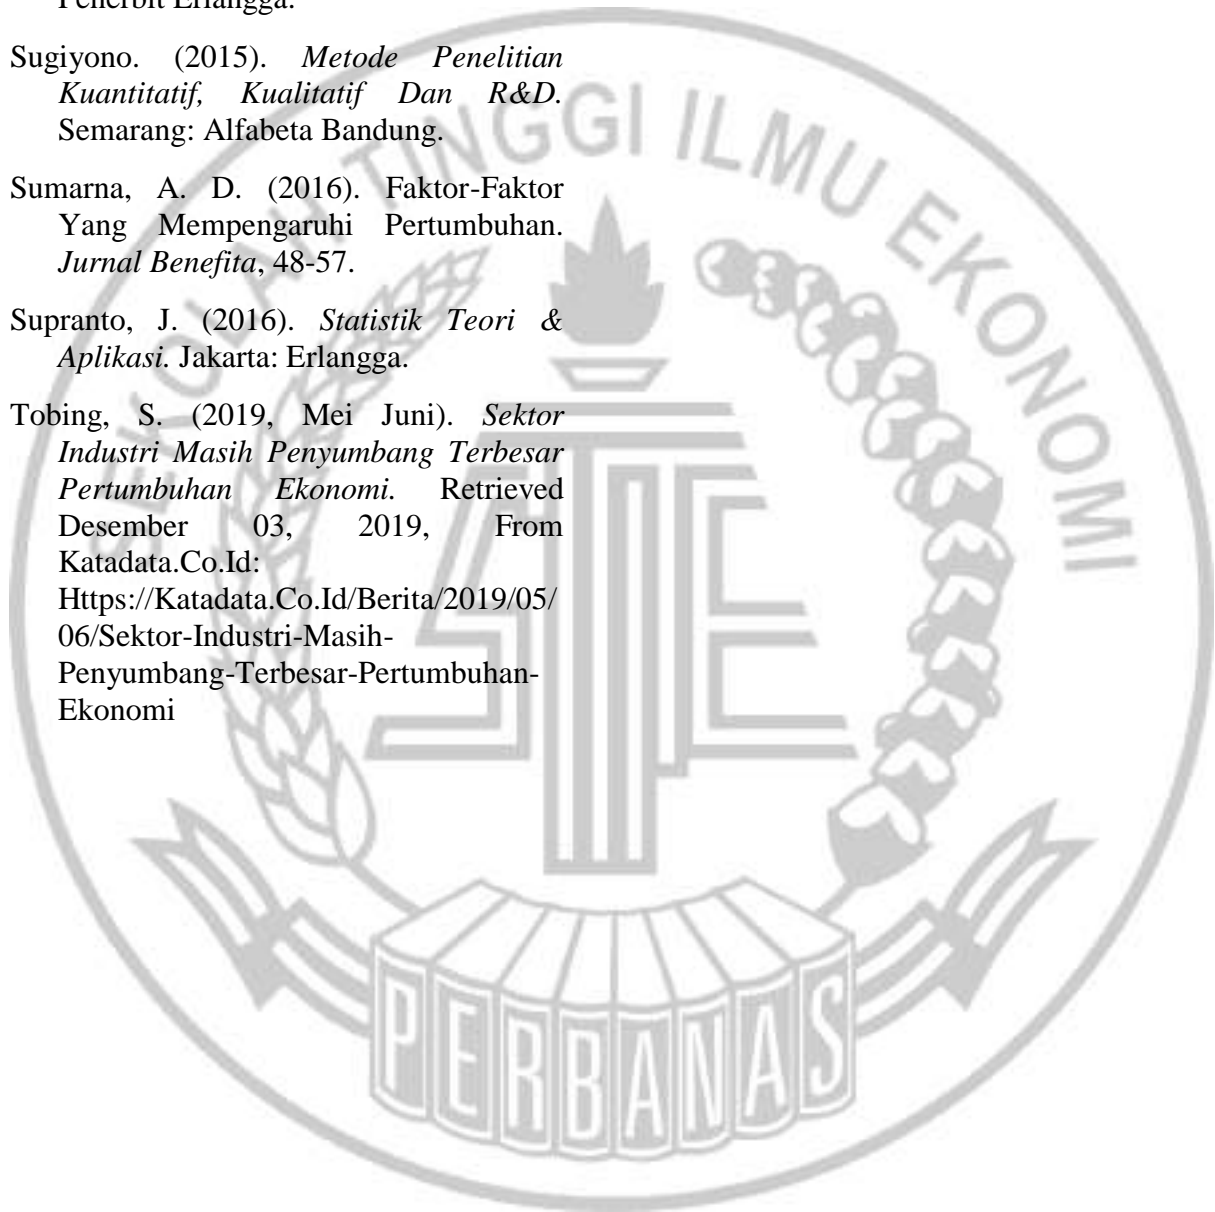 Penerbit Erlangga.
Sugiyono. (2015). Metode Penelitian
Kuantitatif, Kualitatif Dan R&D.
Semarang: Alfabeta Bandung.
Sumarna, A. D. (2016). Faktor-Faktor
Yang Mempengaruhi Pertumbuhan.
Jurnal Benefita, 48-57.
Supranto, J. (2016). Statistik Teori &
Aplikasi. Jakarta: Erlangga.
Tobing, S. (2019, Mei Juni). Sektor
Industri Masih Penyumbang Terbesar
Pertumbuhan Ekonomi. Retrieved
Desember 03, 2019, From
Katadata.Co.Id:
Https://Katadata.Co.Id/Berita/2019/05/
06/Sektor-Industri-Masih-
Penyumbang-Terbesar-Pertumbuhan-
Ekonomi
SEKOLAH TINGGI ILMU EKONOMI
STIE
PERBANAS